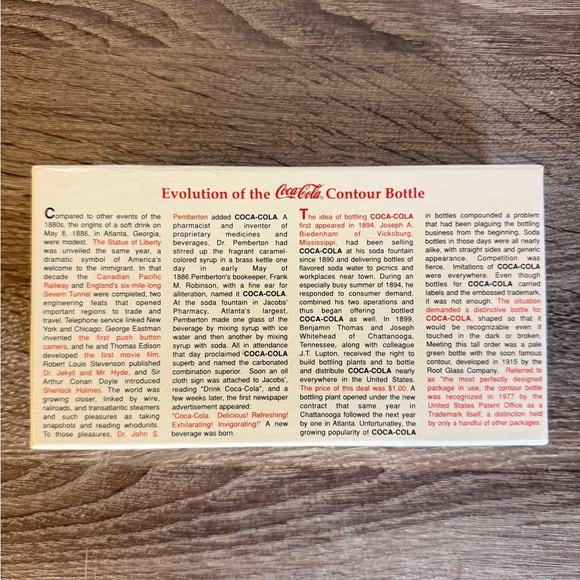 Evolution of the Coca-Cola Contour Bottle
Compared to other events of the
1880s, the origins of a soft drink on
May 8, -1886, in Atlanta, Georgia,
were modest. The Statue of Liberty
was unveiled the same year, a
dramatic symbol of America's
welcome to the immigrant. In that
decade the Canadian Pacific
Railway and England's six-mile-long
Severn Tunnel were completed, two
engineering feats that opened
important regions to trade and
travel. Telephone service linked New
York and Chicago; George Eastman
invented the first push button
camera, and he and Thomas Edison
developed the first movie film.
Robert Louis Stevenson published
Dr. Jekyll and Mr. Hyde, and Sir
Arthur Conan Doyle introduced
Sherlock Holmes. The world was
growing closer, linked by wire,
railroads, and transatlantic steamers
and such pleasures as taking
snapshots and reading whodunits.
To those pleasures, Dr. John S.
Pemberton added COCA-COLA. A
pharmacist and inventor of
proprietary medicines and
beverages, Dr. Pemberton had
stirred up the fragrant caramel-
colored syrup in a brass kettle one
day in early May of
1886.Pemberton's bookeeper, Frank
M. Robinson, with a fine ear for
alliteration, named it COCA-COLA.
At the soda fountain in Jacobs'
Pharmacy, Atlanta's largest,
Pemberton made one glass of the
beverage by mixing syrup with ice
water and then another by mixing
syrup with soda. All in attendance
that day proclaimed COCA-COLA
superb and named the carbonated
combination superior. Soon an oil
cloth sign was attached to Jacobs',
reading "Drink Coca-Cola", and a
few weeks later, the first newspaper
advertisement appeared:
"Coca-Cola. Delicious! Refreshing!
Exhilarating! Invigorating!" A new
beverage was born.
The idea of bottling COCA-COLA
first appeared in 1894. Joseph A.
Biedenham of Vicksburg,
Mississippi, had been selling
COCA-COLA at his soda fountain
since 1890 and delivering bottles of
flavored soda water to picnics and
workplaces near town. During an
especially busy summer of 1894, he
responded to consumer demand,
combined his two operations and
thus began offering bottled
COCA-COLA as well. In 1899,
Benjamin Thomas and Joseph
Whitehead of Chattanooga,
Tennessee, along with colleague
J.T. Lupton, received the right to
build bottling plants and to bottle
and distribute COCA-COLA nearly
everywhere in the United States.
The price of this deal was $1.00. A
bottling plant opened under the new
contract that same year in
Chattanooga followed the next year
by one in Atlanta. Unfortunately, the
growing popularity of COCA-COLA
in bottles compounded a problem
that had been plaguing the bottling
business from the beginning. Soda
bottles in those days were all nearly
alike, with straight sides and generic
appearance. Competition was
fierce. Imitations of COCA-COLA
were everywhere. Even though
bottles for COCA-COLA carried
labels and the embossed trademark,
it was not enough. The situation
demanded a distinctive bottle for
COCA-COLA, shaped so that it
would be recognizable even if
touched in the dark or broken.
Meeting this tall order was a pale
green bottle with the soon famous
contour, developed in 1915 by the
Root Glass Company. Referred to
as "the most perfectly designed
package in use, the contour bottle
was recognized in 1977 by the
United States Patent Office as a
Trademark itself, a distinction held
by only a handful of other packages.